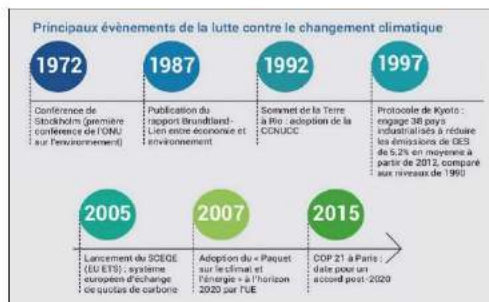 Principaux évènements de la lutte contre le changement climatique
1972
1987
1992
1997
Conférence de
Stockholm (première
conférence de l'ONU
sur l'environnement)
Publication du
rapport Brundtland -
Lien entre économie et
environnement
Sommet de la Terre
à Rio : adoption de la
CCNUCC
Protocole de Kyoto :
engage 38 pays
industrialisés à réduire
les émissions de GES
de 5,2% en moyenne à
partir de 2012, comparé
aux niveaux de 1990
2005
2007
2015
Lancement du SCEQE
(EU ETS) : système
européen d'échange
de quotas de carbone
Adoption du « Paquet
sur le climat et
l'énergie » à l'horizon
2020 par l'UE
COP 21 à Paris :
date pour un
accord post-2020